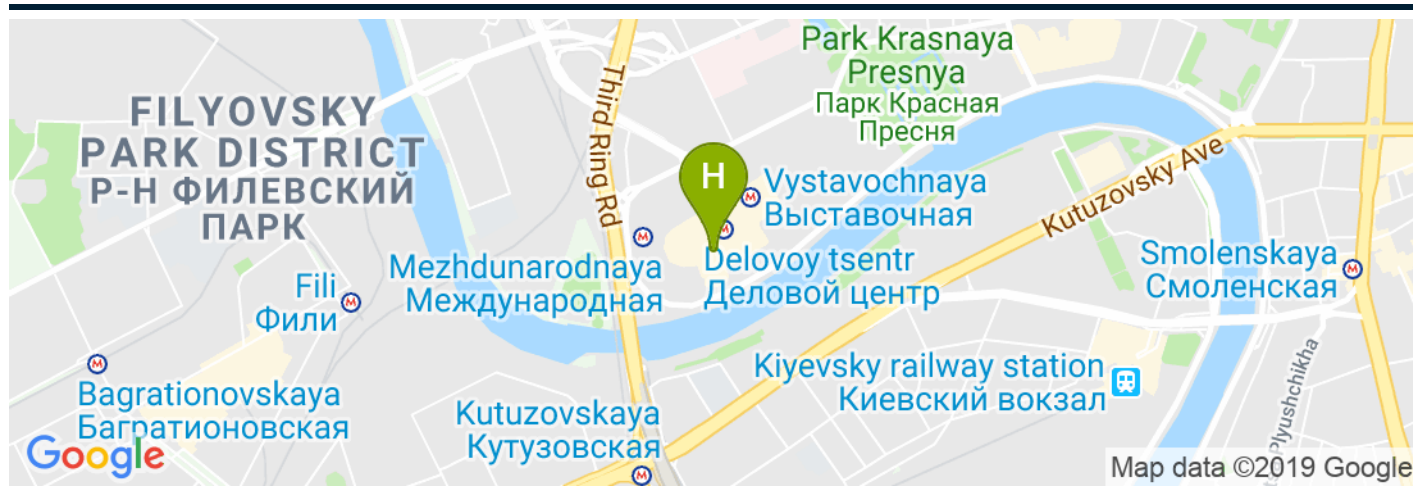 Park Krasnaya
Presnya
Парк Красная
Пресня
FILYOVSKY
PARK DISTRICT
Р-Н ФИЛЕВСКИЙ
ПАРК
Third Ring Rd
H
Kutuzovsky Ave
Vystavochnaya
Выставочная
Mezhdunarodnaya
Международная
Delovoy tsentr
Деловой центр
Smolenskaya
Смоленская
Fili
Фили
Kiyevsky railway station
Киевский вокзал
Bagrationovskaya
Багратионовская
Kutuzovskaya
Кутузовская
Plyushchikha
Google
Map data ©2019 Google